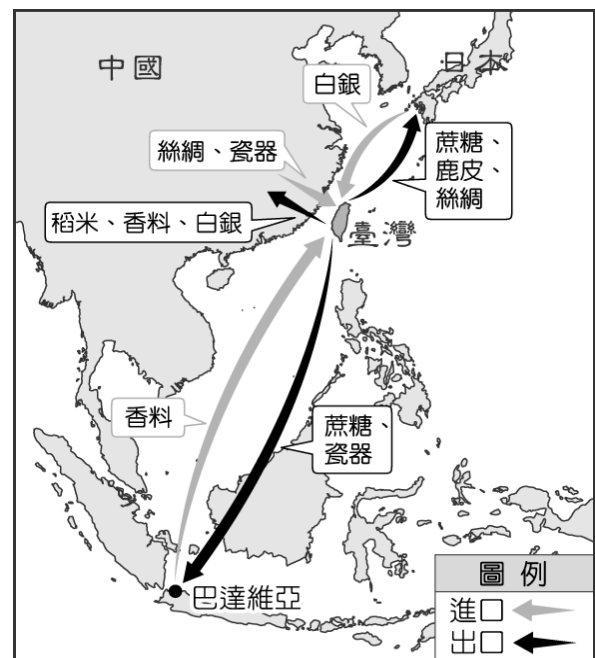 中國
日本
白銀
絲綢、瓷器
蔗糖、
鹿皮、
絲綢
稻米、香料、白銀
臺灣
香料
蔗糖、
瓷器
巴達維亞
圖例
進口
出口